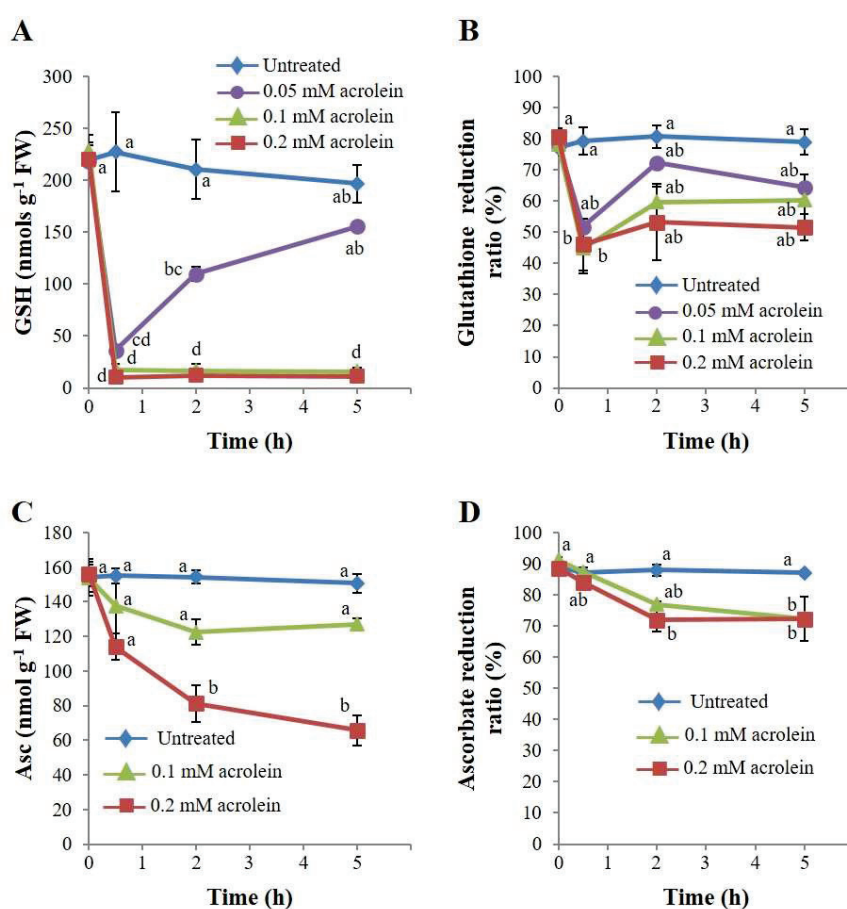 A
Untreated
0.05 mM acrolein
0.1 mM acrolein
0.2 mM acrolein
GSH (nmols g-1 FW)
300
250
200
150
100
50
0
a
a
a
ab
ab
bc
cd
d
d
d
d
0 1 2 3 4 5
Time (h)
B
Glutathione reduction
ratio (%)
100
90
80
70
60
50
40
30
20
10
0
a
a
a
a
ab
ab
ab
ab
ab
ab
ab
b
b
Untreated
0.05 mM acrolein
0.1 mM acrolein
0.2 mM acrolein
0 1 2 3 4 5
Time (h)
C
Asc (nmol g-1 FW)
180
160
140
120
100
80
60
40
20
0
a
a
a
a
a
a
a
a
b
b
Untreated
0.1 mM acrolein
0.2 mM acrolein
0 1 2 3 4 5
Time (h)
D
Ascorbate reduction
ratio (%)
100
90
80
70
60
50
40
30
20
10
0
a
a
a
a
ab
ab
b
b
b
Untreated
0.1 mM acrolein
0.2 mM acrolein
0 1 2 3 4 5
Time (h)